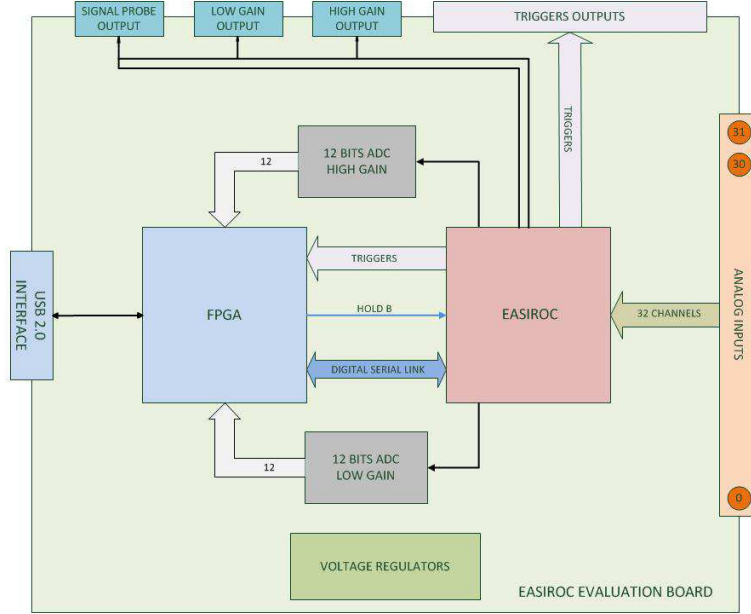 SIGNAL PROBE
OUTPUT
LOW GAIN
OUTPUT
HIGH GAIN
OUTPUT
TRIGGERS OUTPUTS
TRIGGERS
31
30
12 BITS ADC
HIGH GAIN
12
TRIGGERS
USB 2.0
INTERFACE
FPGA
HOLD B
EASIROC
32 CHANNELS
ANALOG INPUTS
DIGITAL SERIAL LINK
12 BITS ADC
LOW GAIN
12
0
VOLTAGE REGULATORS
EASIROC EVALUATION BOARD